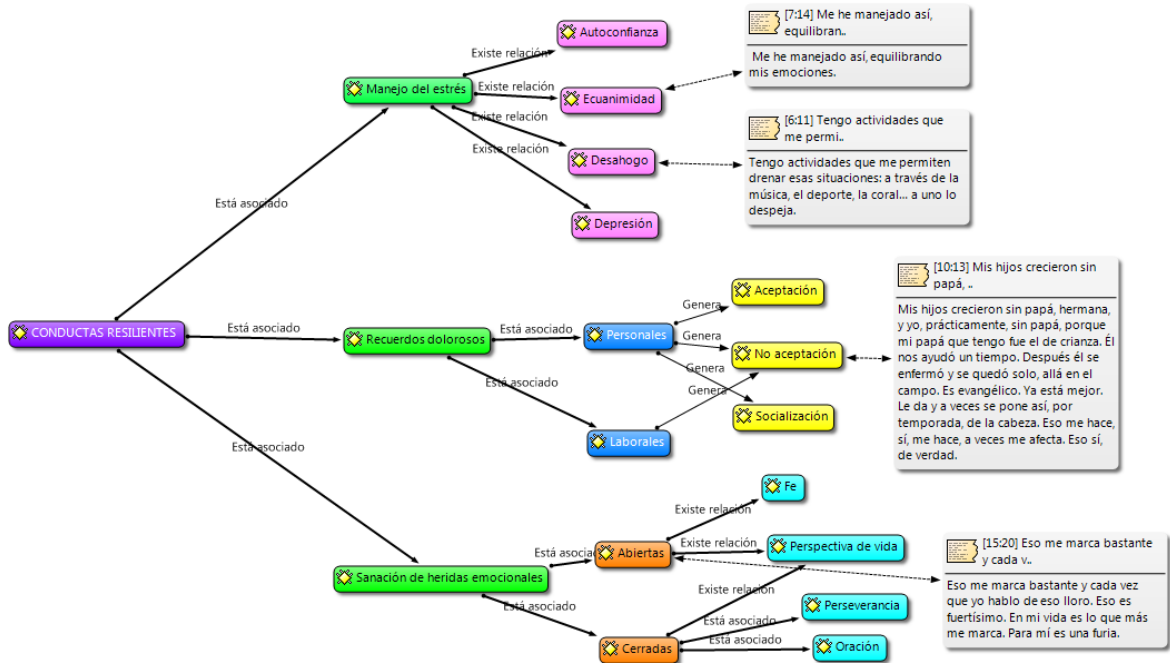 CONDUCTAS RESILIENTES
Está asociado
Está asociado
Está asociado
Manejo del estrés
Existe relación
Existe relación
Existe relación
Existe relación
Autoconfianza
Ecuanimidad
Desahogo
Depresión
[7:14] Me he manejado así,
equilibran..
Me he manejado así, equilibrando
mis emociones.
[6:11] Tengo actividades que
me permi..
Tengo actividades que me permiten
drenar esas situaciones: a través de la
música, el deporte, la coral... a uno lo
despeja.
Recuerdos dolorosos
Está asociado
Está asociado
Personales
Laborales
Genera
Genera
Genera
Genera
Aceptación
No aceptación
Socialización
[10:13] Mis hijos crecieron sin
papá, ..
Mis hijos crecieron sin papá, hermana,
y yo, prácticamente, sin papá, porque
mi papá que tengo fue el de crianza. Él
nos ayudó un tiempo. Después él se
enfermó y se quedó solo, allá en el
campo. Es evangélico. Ya está mejor.
Le da y a veces se pone así, por
temporada, de la cabeza. Eso me hace,
sí, me hace, a veces me afecta. Eso sí,
de verdad.
Sanación de heridas emocionales
Está asociado
Está asociado
Abiertas
Cerradas
Existe relación
Existe relación
Existe relación
Está asociado
Está asociado
Fe
Perspectiva de vida
Perseverancia
Oración
[15:20] Eso me marca bastante
y cada v..
Eso me marca bastante y cada vez
que yo hablo de eso lloro. Eso es
fuertísimo. En mi vida es lo que más
me marca. Para mí es una furia.